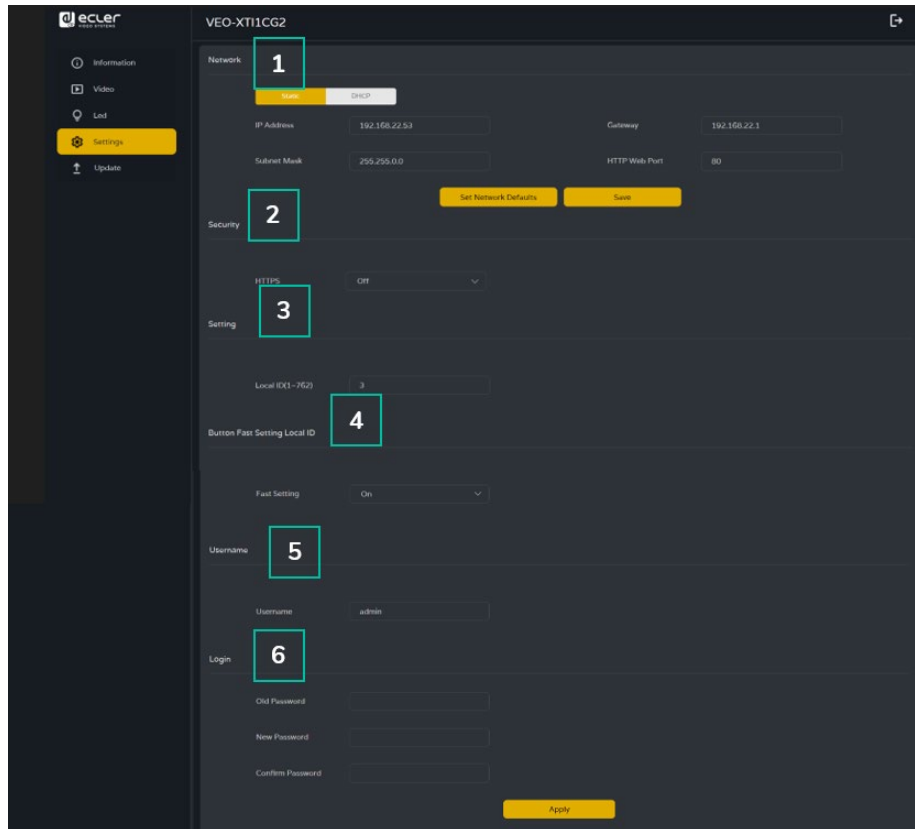 ecler
VIDEO SYSTEMS
VEO-XTI1CG2
Information
Video
Led
Settings
Update
Network
1
Static
DHCP
IP Address
192.168.22.53
Gateway
192.168.22.1
Subnet Mask
255.255.0.0
HTTP Web Port
80
Set Network Defaults
Save
2
Security
HTTPS
Off
3
Setting
Local ID(1~762)
3
4
Button Fast Setting Local ID
Fast Setting
On
5
Username
Username
admin
6
Login
Old Password
New Password
Confirm Password
Apply